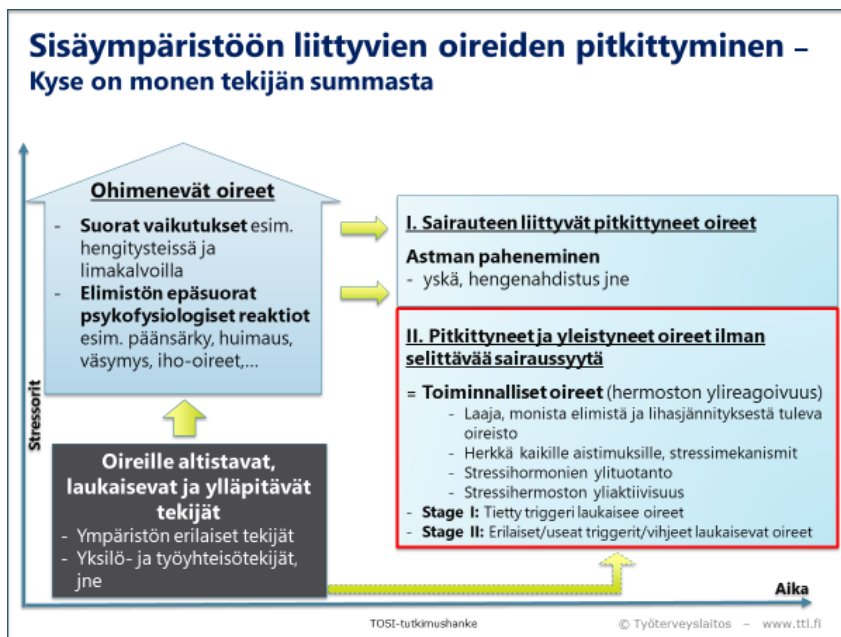 Sisäympäristöön liittyvien oireiden pitkittyminen –
Kyse on monen tekijän summasta
Stressorit
Ohimenevät oireet
- Suorat vaikutukset esim.
hengitysteissä ja
limakalvoilla
- Elimistön epäsuorat
psykofysiologiset reaktiot
esim. päänsärky, huimaus,
väsymys, iho-oireet,...
Oireille altistavat,
laukaisevat ja ylläpitävät
tekijät
- Ympäristön erilaiset tekijät
- Yksilö- ja työyhteisötekijät,
jne
I. Sairauteen liittyvät pitkittyneet oireet
Astman paheneminen
- yskä, hengenahdistus jne
II. Pitkittyneet ja yleistyneet oireet ilman
selittävää sairaussyytä
= Toiminnalliset oireet (hermoston ylireagoivuus)
- Laaja, monista elimistä ja lihasjännityksestä tuleva
oireisto
- Herkkä kaikille aistimuksille, stressimekanismit
- Stressihormonien ylituotanto
- Stressihermoston yliaktiivisuus
- Stage I: Tietty triggeri laukaisee oireet
- Stage II: Erilaiset/useat triggerit/vihjeet laukaisevat oireet
Aika
TOSI-tutkimushanke
© Työterveyslaitos – www.ttl.fi